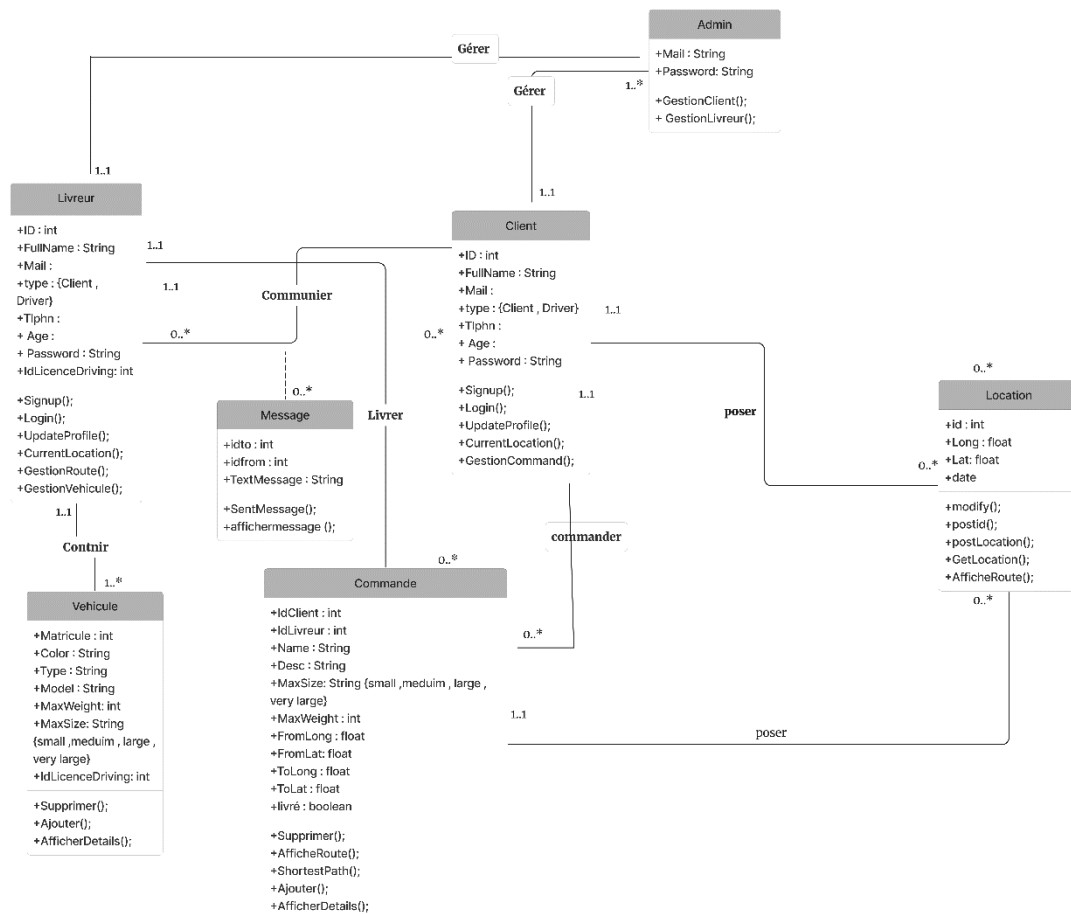 Admin
+Mail : String
+Password: String
+GestionClient();
+ GestionLivreur();
Gérer
Gérer
1..*
1..1
1..1
Livreur
+ID : int
+FullName : String
+Mail :
+type : {Client ,
Driver}
+Tlphn :
+ Age :
+ Password : String
+IdLicenceDriving: int
+Signup();
+Login();
+UpdateProfile();
+CurrentLocation();
+GestionRoute();
+GestionVehicule();
1..1
1..1
Communier
0..*
0..*
Client
+ID : int
+FullName : String
+Mail :
+type : {Client , Driver}
+Tlphn :
+ Age :
+ Password : String
+Signup();
+Login();
+UpdateProfile();
+CurrentLocation();
+GestionCommand();
1..1
1..1
0..*
Message
+idto : int
+idfrom : int
+TextMessage : String
+SentMessage();
+affichermessage ();
Livrer
poser
0..*
0..*
Location
+id : int
+Long : float
+Lat: float
+date
+modify();
+postid();
+postLocation();
+GetLocation();
+AfficheRoute();
0..*
1..1
Contnir
1..*
commander
0..*
0..*
Vehicule
+Matricule : int
+Color : String
+Type : String
+Model : String
+MaxWeight: int
+MaxSize: String
{small ,meduim , large ,
very large}
+IdLicenceDriving: int
+Supprimer();
+Ajouter();
+AfficherDetails();
Commande
+IdClient : int
+IdLivreur : int
+Name : String
+Desc : String
+MaxSize: String {small ,meduim , large ,
very large}
+MaxWeight : int
+FromLong : float
+FromLat: float
+ToLong : float
+ToLat : float
+livré : boolean
+Supprimer();
+AfficheRoute();
+ShortestPath();
+Ajouter();
+AfficherDetails();
1..1
poser